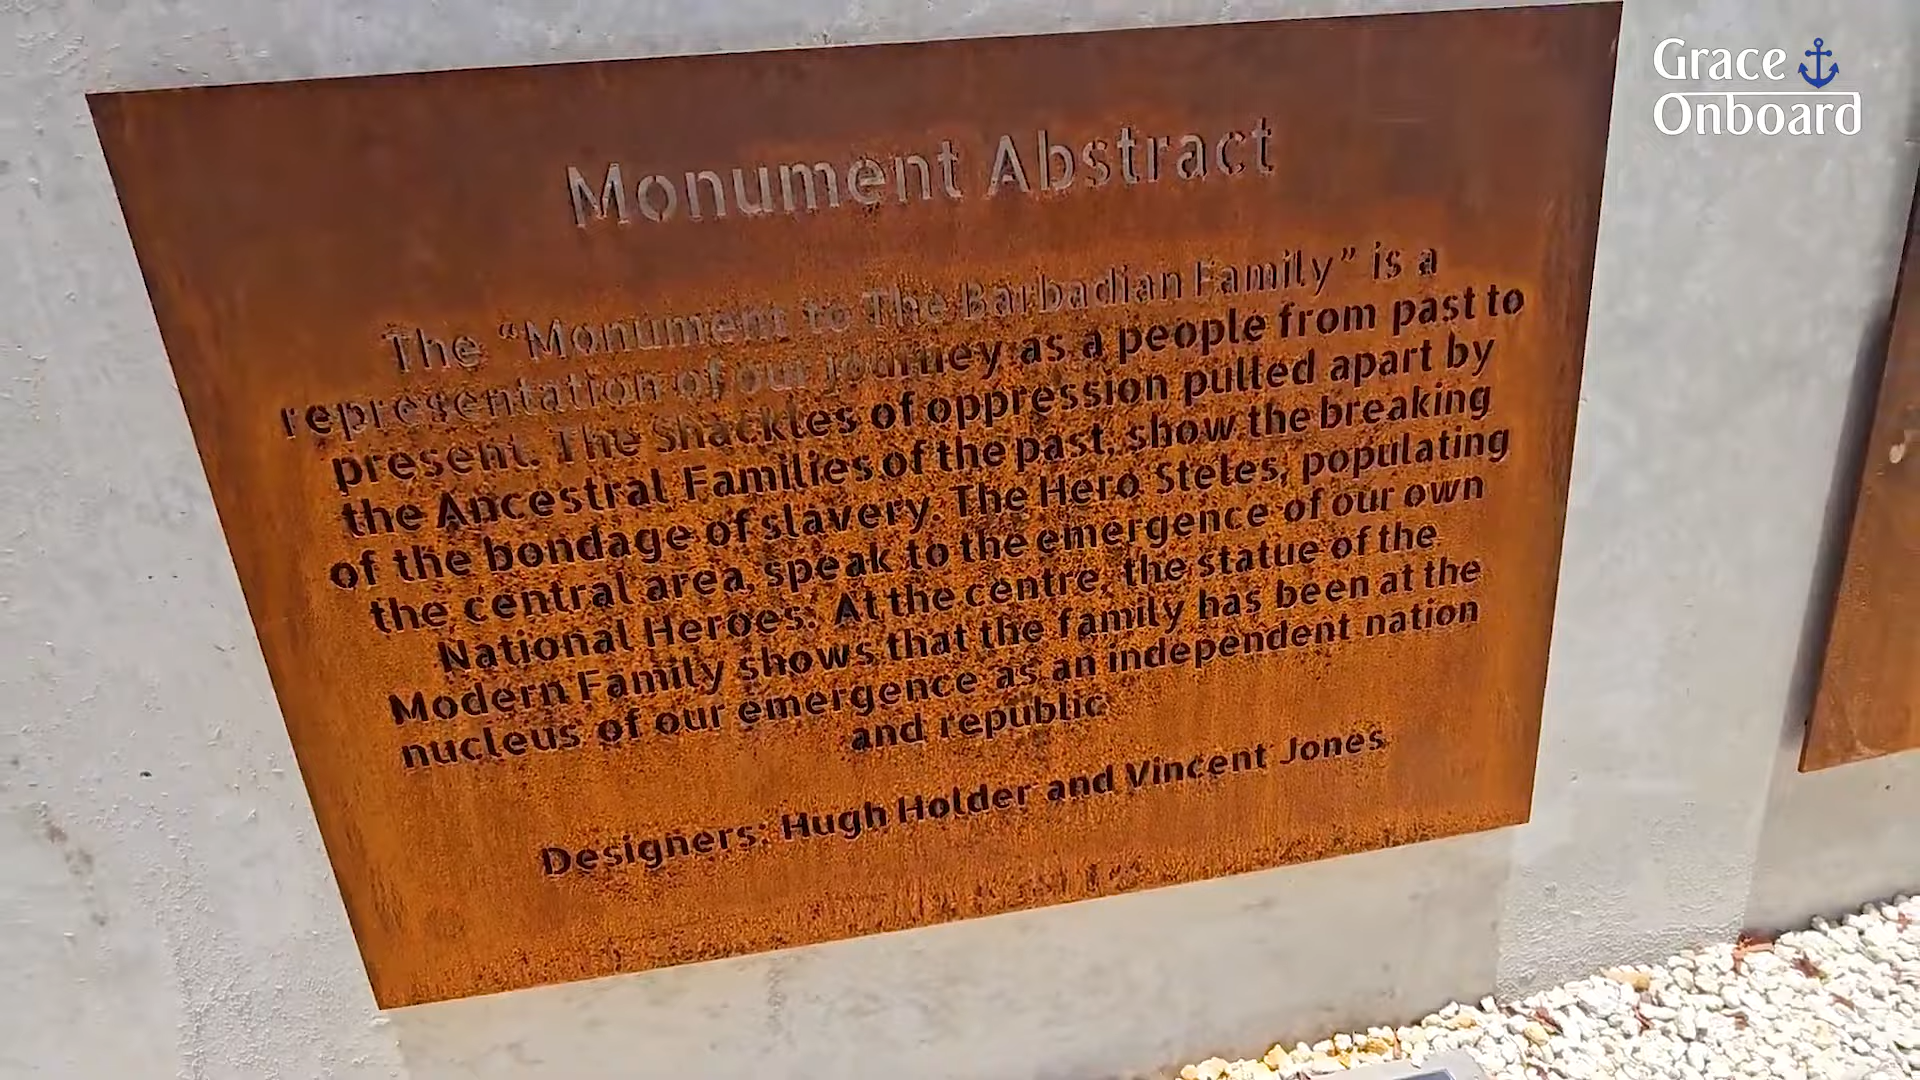 Grace
Onboard
Monument Abstract
The “Monument to The Barbadian Family” is a
representation of our journey as a people from past to
present. The Shackles of oppression pulled apart by
the Ancestral Families of the past, show the breaking
of the bondage of slavery. The Hero Steles, populating
the central area, speak to the emergence of our own
National Heroes. At the centre, the statue of the
Modern Family shows that the family has been at the
nucleus of our emergence as an independent nation
and republic
Designers: Hugh Holder and Vincent Jones